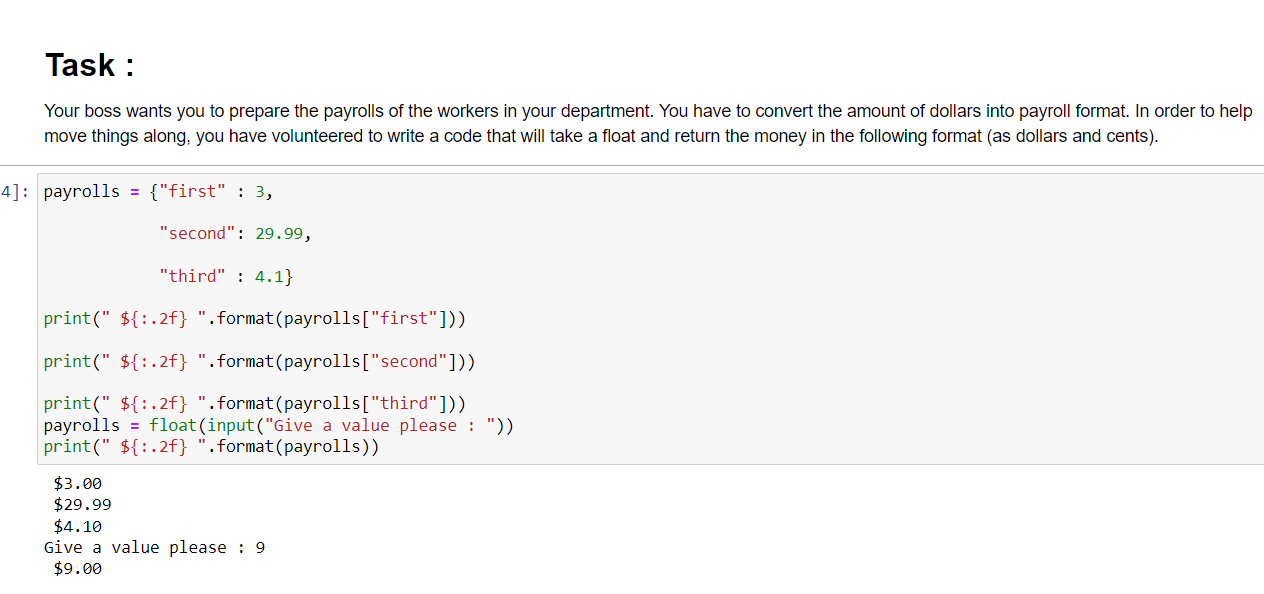 Task :
Your boss wants you to prepare the payrolls of the workers in your department. You have to convert the amount of dollars into payroll format. In order to help
move things along, you have volunteered to write a code that will take a float and return the money in the following format (as dollars and cents).
4]: payrolls = {"first" : 3,
"second": 29.99,
"third" : 4.1}
print(" ${:.2f} ".format(payrolls["first"]))
print(" ${:.2f} ".format(payrolls["second"]))
print(" ${:.2f} ".format(payrolls["third"]))
payrolls = float(input("Give a value please : "))
print(" ${:.2f} ".format(payrolls))
$3.00
$29.99
$4.10
Give a value please : 9
$9.00